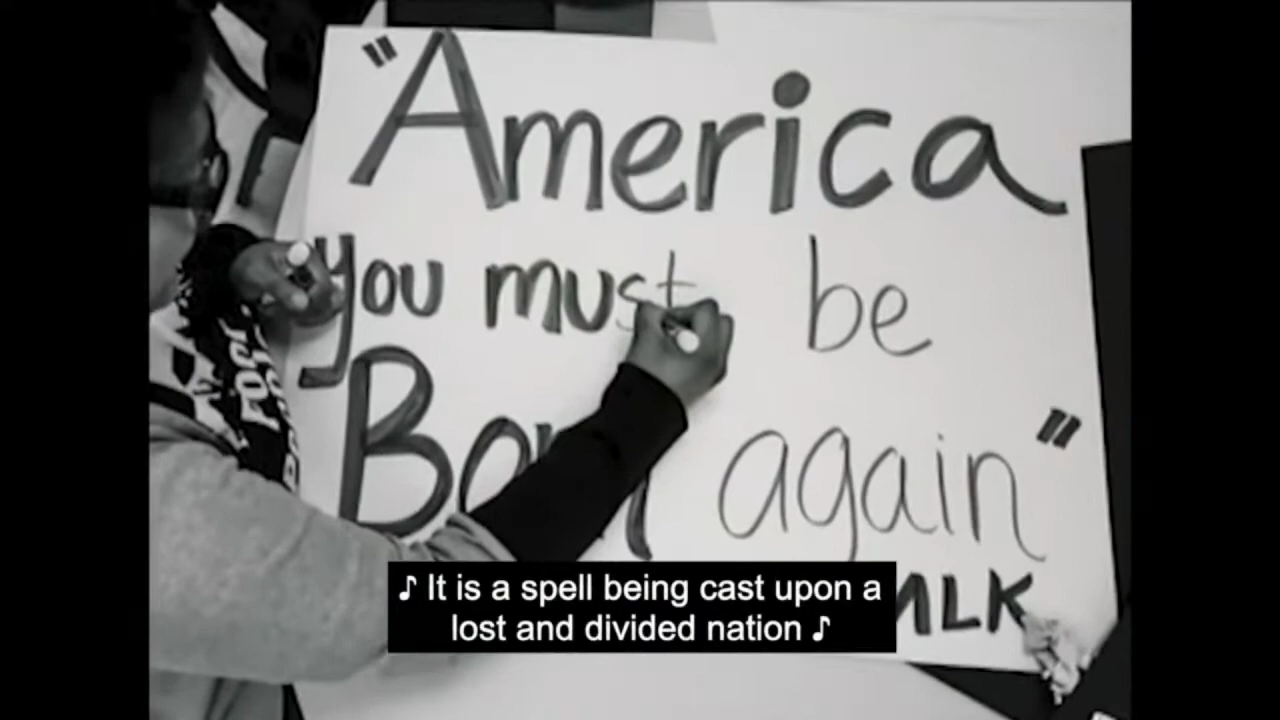 "America
you must be
again"
MLK
♪ It is a spell being cast upon a
lost and divided nation ♪